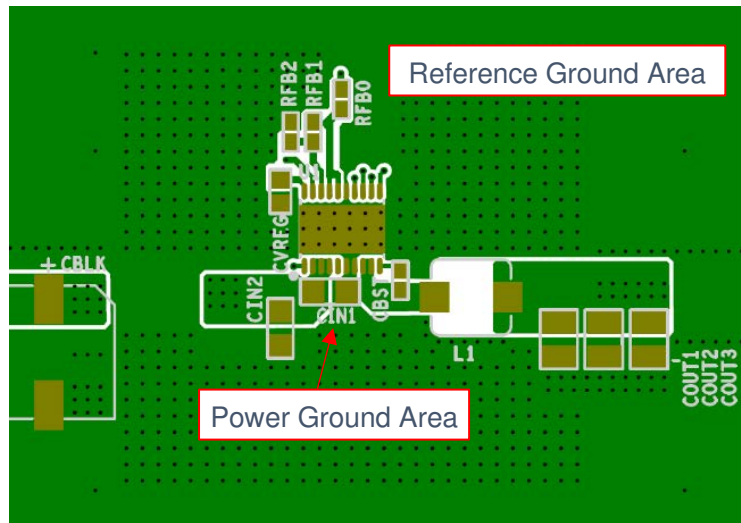 Reference Ground Area
RFB2
RFB1
RFB0
U1
CVRFG
+ CBLK
CIN2
CIN1
CBST
L1
COUT1
COUT2
COUT3
Power Ground Area